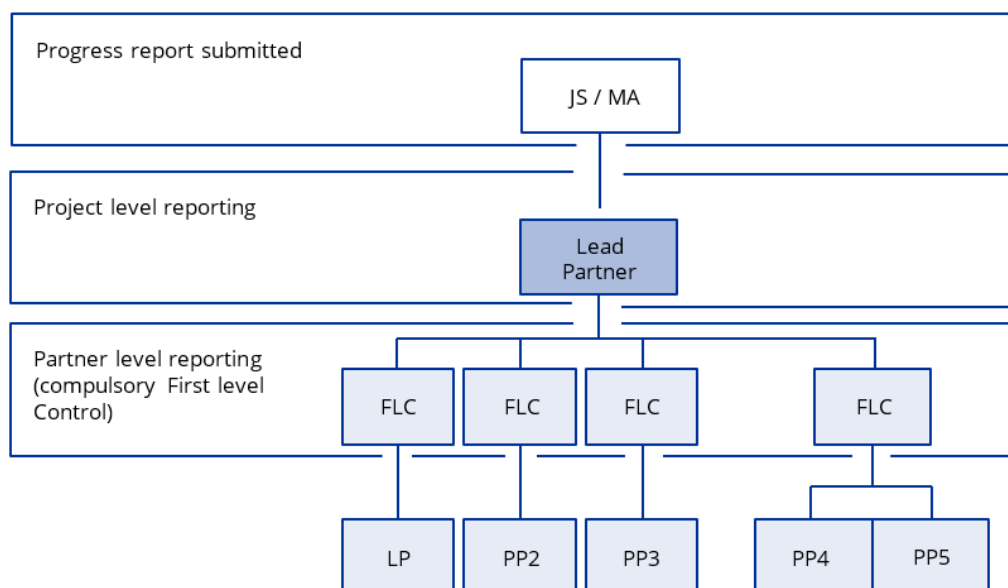 Progress report submitted
JS / MA
Project level reporting
Lead
Partner
Partner level reporting
(compulsory First level
Control)
FLC
FLC
FLC
FLC
LP
PP2
PP3
PP4
PP5